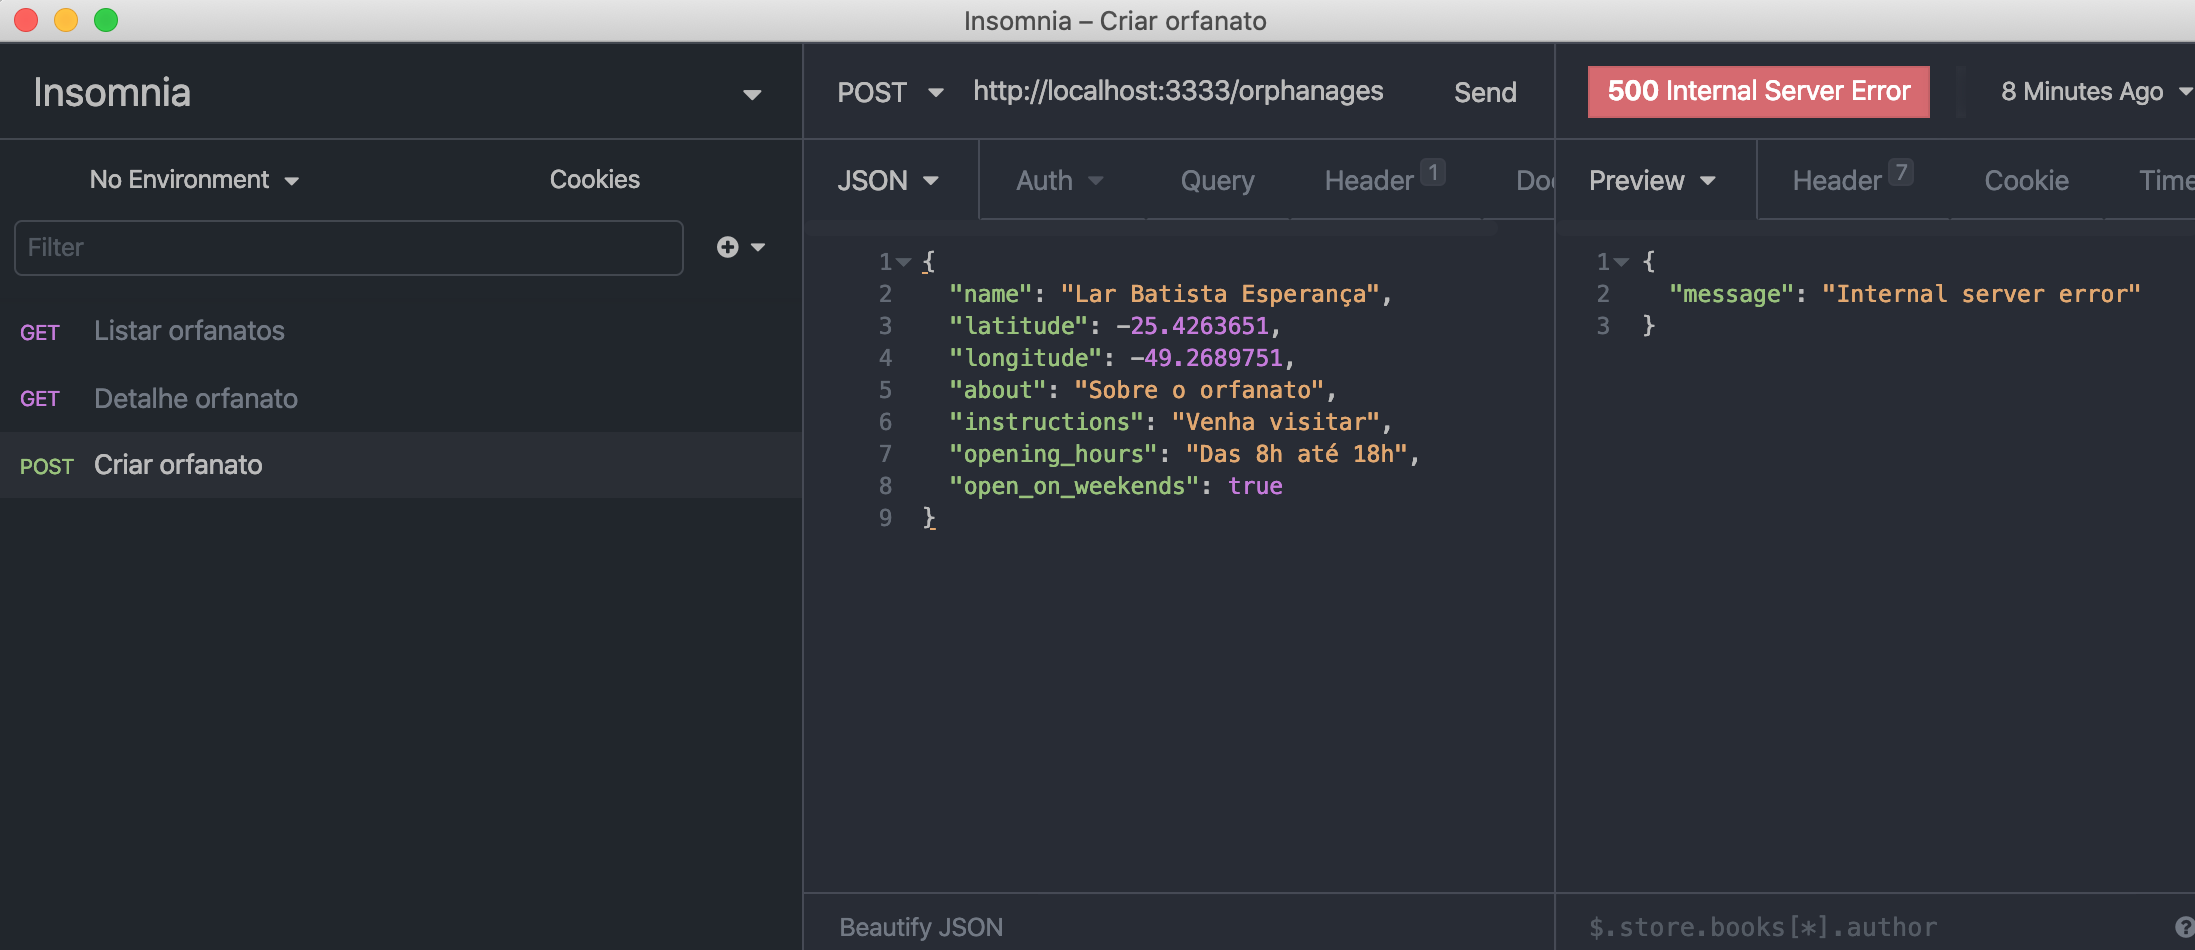 Insomnia – Criar orfanato
Insomnia
No Environment
Cookies
Filter
GET Listar orfanatos
GET Detalhe orfanato
POST Criar orfanato
POST http://localhost:3333/orphanages Send
JSON Auth Query Header 1 Doc
1 {
2 "name": "Lar Batista Esperança",
3 "latitude": -25.4263651,
4 "longitude": -49.2689751,
5 "about": "Sobre o orfanato",
6 "instructions": "Venha visitar",
7 "opening_hours": "Das 8h até 18h",
8 "open_on_weekends": true
9 }
Beautify JSON
500 Internal Server Error 8 Minutes Ago
Preview Header 7 Cookie Time
1 {
2 "message": "Internal server error"
3 }
$.store.books[*].author
?